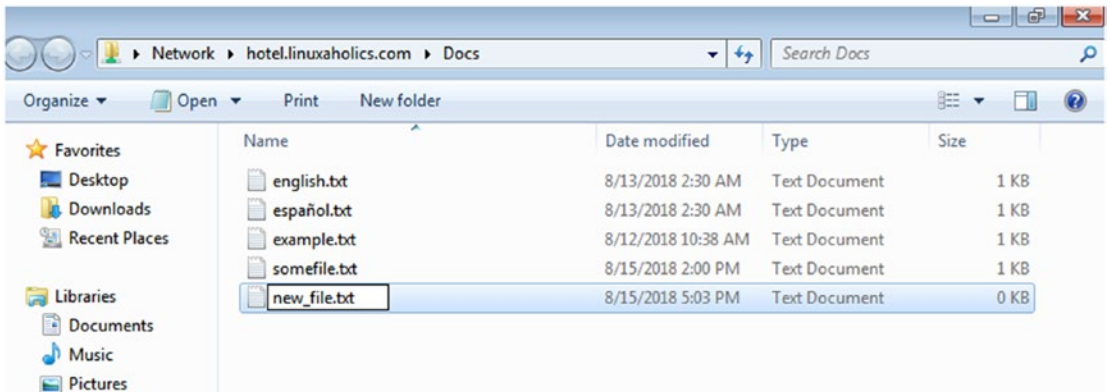 Network hotel.linuxaholics.com Docs Search Docs
Organize Open Print New folder
Favorites
Desktop
Downloads
Recent Places
Libraries
Documents
Music
Pictures
Name Date modified Type Size
english.txt 8/13/2018 2:30 AM Text Document 1 KB
español.txt 8/13/2018 2:30 AM Text Document 1 KB
example.txt 8/12/2018 10:38 AM Text Document 1 KB
somefile.txt 8/15/2018 2:00 PM Text Document 1 KB
new_file.txt 8/15/2018 5:03 PM Text Document 0 KB